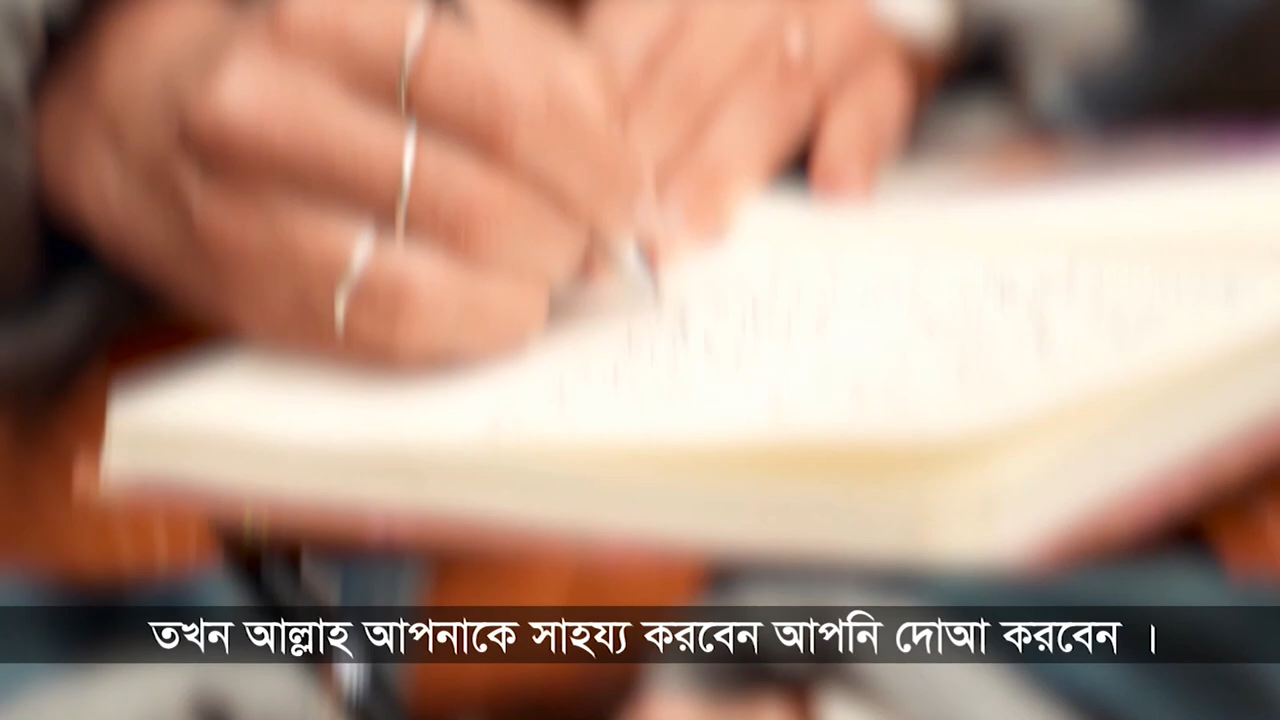 তখন আল্লাহ আপনাকে সাহয্য করবেন আপনি দোআ করবেন ।